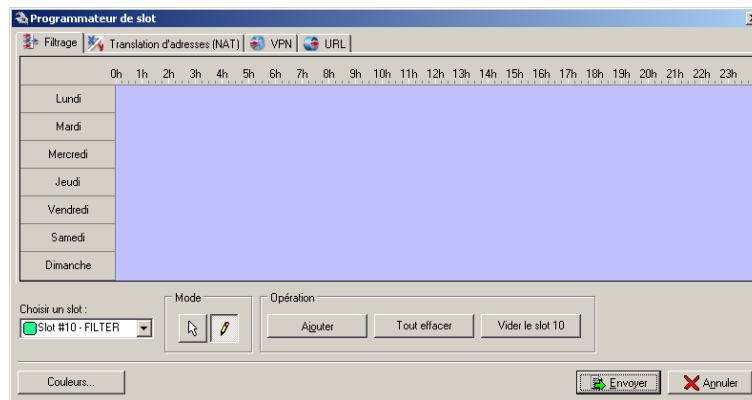 Programmateur de slot
Filtrage Translation d'adresses (NAT) VPN URL
0h 1h 2h 3h 4h 5h 6h 7h 8h 9h 10h 11h 12h 13h 14h 15h 16h 17h 18h 19h 20h 21h 22h 23h
Lundi
Mardi
Mercredi
Jeudi
Vendredi
Samedi
Dimanche
Choisir un slot :
Slot #10 - FILTER
Mode
Opération
Ajouter
Tout effacer
Vider le slot 10
Couleurs...
Envoyer
Annuler